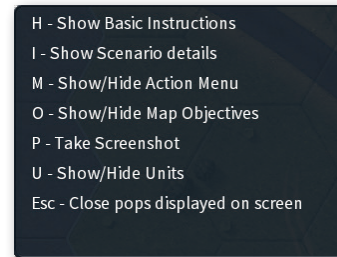 H - Show Basic Instructions
I - Show Scenario details
M - Show/Hide Action Menu
O - Show/Hide Map Objectives
P - Take Screenshot
U - Show/Hide Units
Esc - Close pops displayed on screen